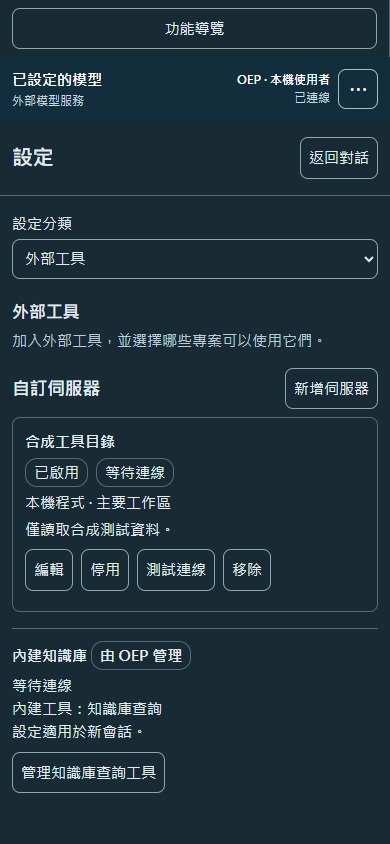 功能導覽
已設定的模型
外部模型服務
OEP · 本機使用者
已連線
···
設定
返回對話
設定分類
外部工具
外部工具
加入外部工具，並選擇哪些專案可以使用它們。
自訂伺服器
新增伺服器
合成工具目錄
已啟用 等待連線
本機程式 · 主要工作區
僅讀取合成測試資料。
編輯 停用 測試連線 移除
內建知識庫 由 OEP 管理
等待連線
內建工具：知識庫查詢
設定適用於新會話。
管理知識庫查詢工具